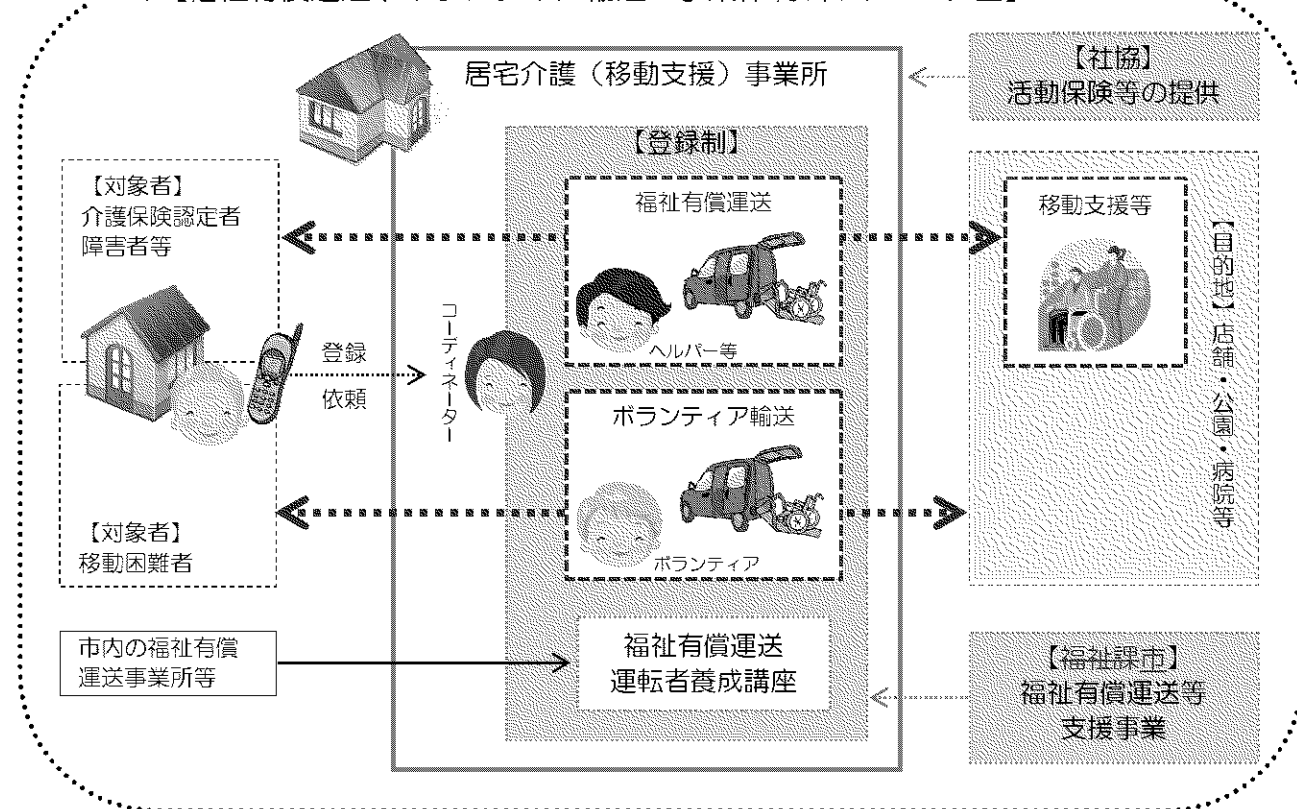 居宅介護（移動支援）事業所
【社協】
活動保険等の提供
【登録制】
【対象者】
介護保険認定者
障害者等
福祉有償運送
ヘルパー等
移動支援等
【目的地】店舗・公園・病院等
登録
依頼
コーディネーター
ボランティア輸送
ボランティア
【対象者】
移動困難者
市内の福祉有償
運送事業所等
福祉有償運送
運転者養成講座
【福祉課市】
福祉有償運送等
支援事業